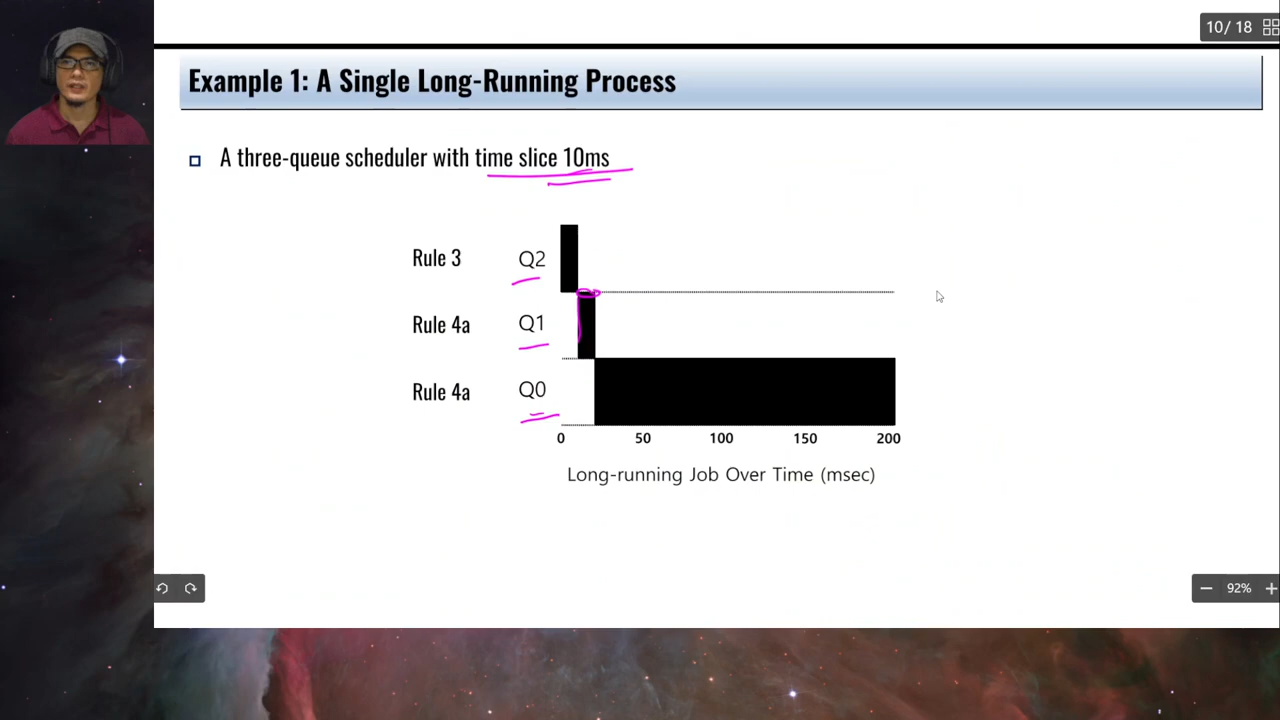 10/ 18
Example 1: A Single Long-Running Process
A three-queue scheduler with time slice 10ms
Rule 3 Q2
Rule 4a Q1
Rule 4a Q0
0 50 100 150 200
Long-running Job Over Time (msec)
92%